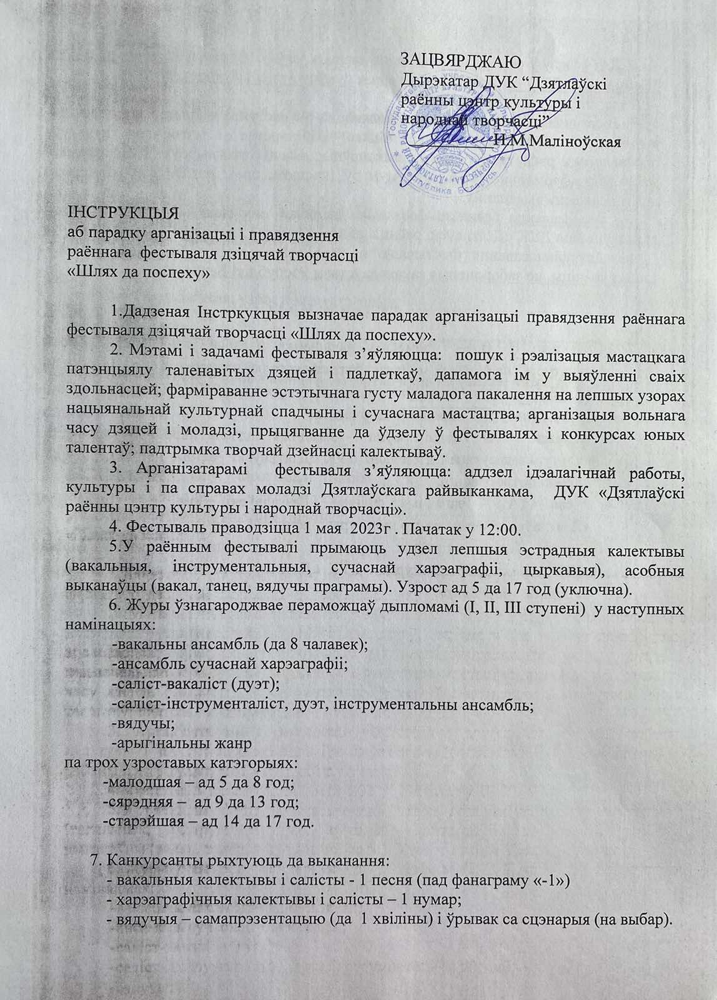 ЗАЦВЯРДЖАЮ
Дырэкатар ДУК “Дзятлаўскі
раённы цэнтр культуры і
народнай творчасці”
Н.М.Маліноўская
Республика Беларусь
ІНСТРУКЦЫЯ
аб парадку арганізацыі і правядзення
раённага фестываля дзіцячай творчасці
«Шлях да поспеху»
1.Дадзеная Інстркукцыя вызначае парадак арганізацыі правядзення раённага
фестываля дзіцячай творчасці «Шлях да поспеху».
2. Мэтамі і задачамі фестываля з’яўляюцца: пошук і рэалізацыя мастацкага
патэнцыялу таленавітых дзяцей і падлеткаў, дапамога ім у выяўленні сваіх
здольнасцей; фарміраванне эстэтычнага густу маладога пакалення на лепшых узорах
нацыянальнай культурнай спадчыны і сучаснага мастацтва; арганізацыя вольнага
часу дзяцей і моладзі, прыцягванне да ўдзелу ў фестывалях і конкурсах юных
талентаў; падтрымка творчай дзейнасці калектываў.
3. Арганізатарамі фестываля з’яўляюцца: аддзел ідэалагічнай работы,
культуры і па справах моладзі Дзятлаўскага райвыканкама, ДУК «Дзятлаўскі
раённы цэнтр культуры і народнай творчасці».
4. Фестываль праводзіцца 1 мая 2023г . Пачатак у 12:00.
5.У раённым фестывалі прымаюць удзел лепшыя эстрадныя калектывы
(вакальныя, інструментальныя, сучаснай харэаграфіі, цыркавыя), асобныя
выканаўцы (вакал, танец, вядучы праграмы). Узрост ад 5 да 17 год (уключна).
6. Журы ўзнагароджвае пераможцаў дыпломамі (І, ІІ, ІІІ ступені) у наступных
намінацыях:
-вакальны ансамбль (да 8 чалавек);
-ансамбль сучаснай харэаграфіі;
-саліст-вакаліст (дуэт);
-саліст-інструменталіст, дуэт, інструментальны ансамбль;
-вядучы;
-арыгінальны жанр
па трох узроставых катэгорыях:
-малодшая – ад 5 да 8 год;
-сярэдняя – ад 9 да 13 год;
-старэйшая – ад 14 да 17 год.
7. Канкурсанты рыхтуюць да выканання:
- вакальныя калектывы і салісты - 1 песня (пад фанаграму «-1»)
- харэаграфічныя калектывы і салісты – 1 нумар;
- вядучыя – самапрэзентацыю (да 1 хвіліны) і ўрывак са сцэнарыя (на выбар).